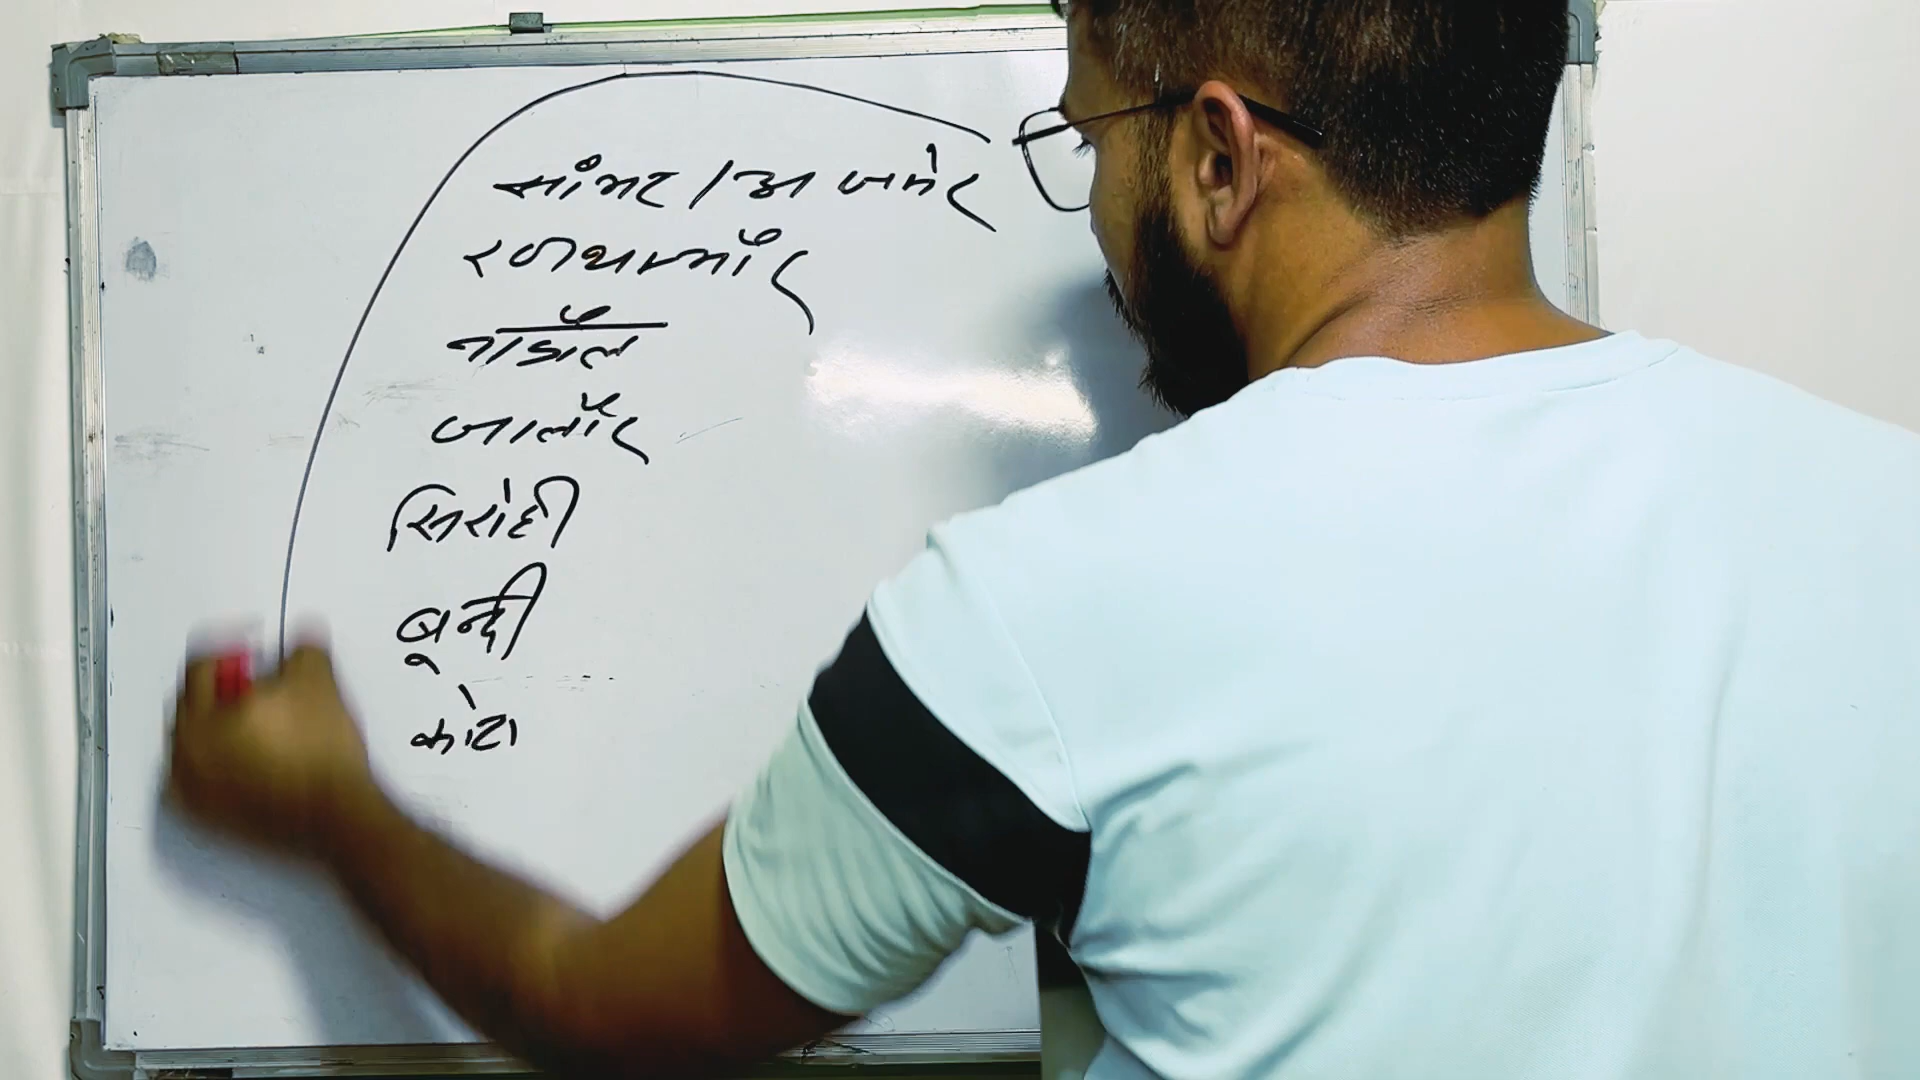 सांभर / अजमेर
रणथम्भौर
नाडौल
जालौर
सिरोही
बून्दी
कोटा